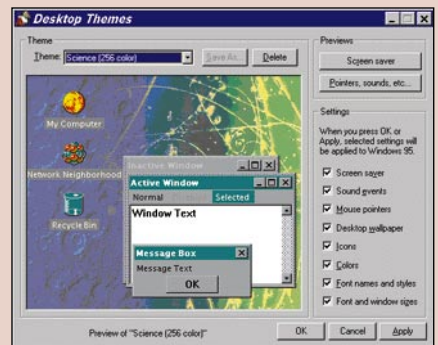 Desktop Themes
Theme
Theme: Science (256 color)
Save As...
Delete
Previews
Screen saver
Pointers, sounds, etc...
My Computer
Network Neighborhood
Recycle Bin
Inactive Window
Active Window
Normal Disabled Selected
Window Text
Message Box
Message Text
OK
Settings
When you press OK or
Apply, selected settings will
be applied to Windows 95.
Screen saver
Sound events
Mouse pointers
Desktop wallpaper
Icons
Colors
Font names and styles
Font and window sizes
Preview of "Science (256 color)"
OK
Cancel
Apply